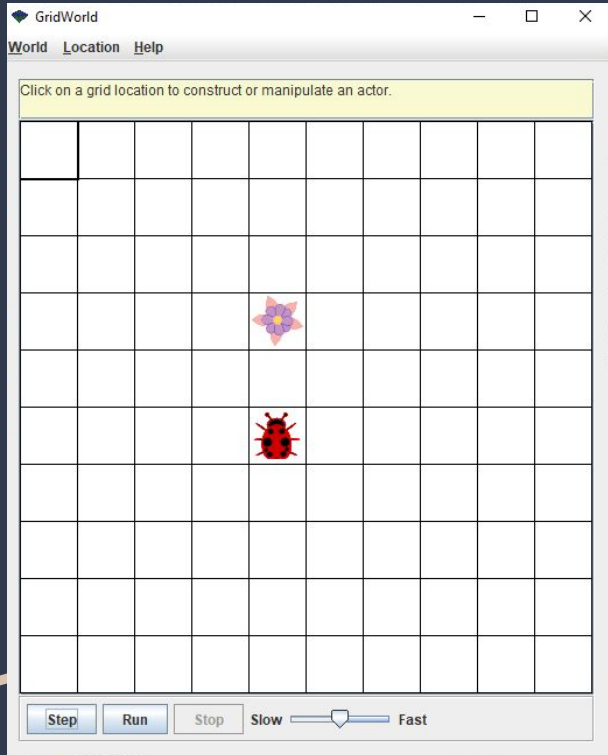 GridWorld
World Location Help
Click on a grid location to construct or manipulate an actor.
Step Run Stop Slow Fast